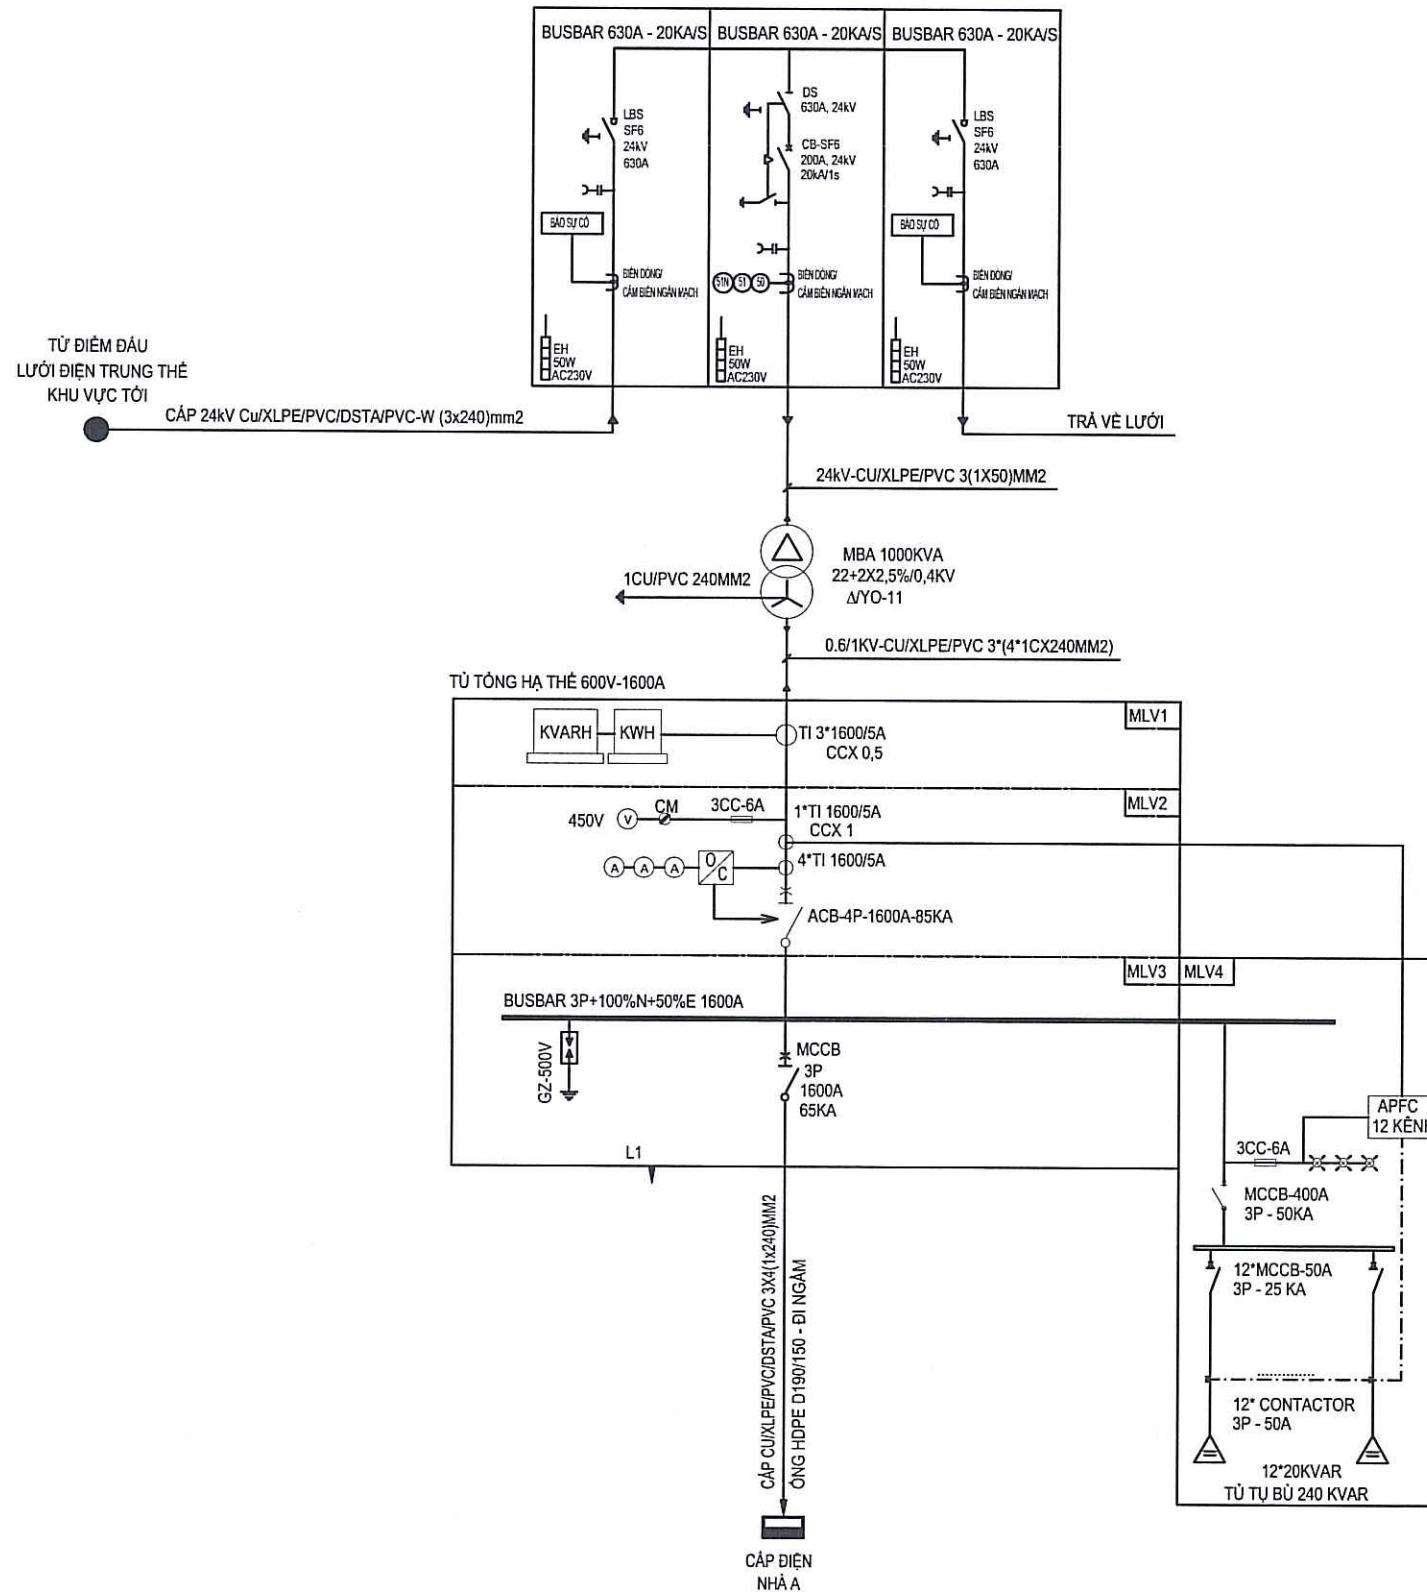 BUSBAR 630A - 20KA/S
BUSBAR 630A - 20KA/S
BUSBAR 630A - 20KA/S
LBS
SF6
24kV
630A
DS
630A, 24kV
CB-SF6
200A, 24kV
20kA/1s
LBS
SF6
24kV
630A
BÁO SỰ CÓ
BÁO SỰ CÓ
BIẾN DÒNG/
CẢM BIẾN NGẮN MẠCH
51N 51 50
BIẾN DÒNG/
CẢM BIẾN NGẮN MẠCH
BIẾN DÒNG/
CẢM BIẾN NGẮN MẠCH
EH
50W
AC230V
EH
50W
AC230V
EH
50W
AC230V
TỪ ĐIỂM ĐẤU
LƯỚI ĐIỆN TRUNG THẾ
KHU VỰC TỚI
CÁP 24kV Cu/XLPE/PVC/DSTA/PVC-W (3x240)mm2
TRẢ VỀ LƯỚI
24kV-CU/XLPE/PVC 3(1X50)MM2
MBA 1000KVA
22+2X2,5%/0,4KV
Δ/YO-11
1CU/PVC 240MM2
0.6/1KV-CU/XLPE/PVC 3*(4*1CX240MM2)
TỦ TỔNG HẠ THẾ 600V-1600A
MLV1
KVARH
KWH
TI 3*1600/5A
CCX 0,5
MLV2
450V
V
CM
3CC-6A
1*TI 1600/5A
CCX 1
A A A
O/C
4*TI 1600/5A
ACB-4P-1600A-85KA
MLV3
MLV4
BUSBAR 3P+100%N+50%E 1600A
GZ-500V
MCCB
3P
1600A
65KA
L1
APFC
12 KÊNH
3CC-6A
MCCB-400A
3P - 50KA
12*MCCB-50A
3P - 25 KA
12* CONTACTOR
3P - 50A
12*20KVAR
TỦ TỤ BÙ 240 KVAR
CÁP CU/XLPE/PVC/DSTA/PVC 3X4(1x240)MM2
ỐNG HDPE D190/150 - ĐI NGẦM
CẤP ĐIỆN
NHÀ A